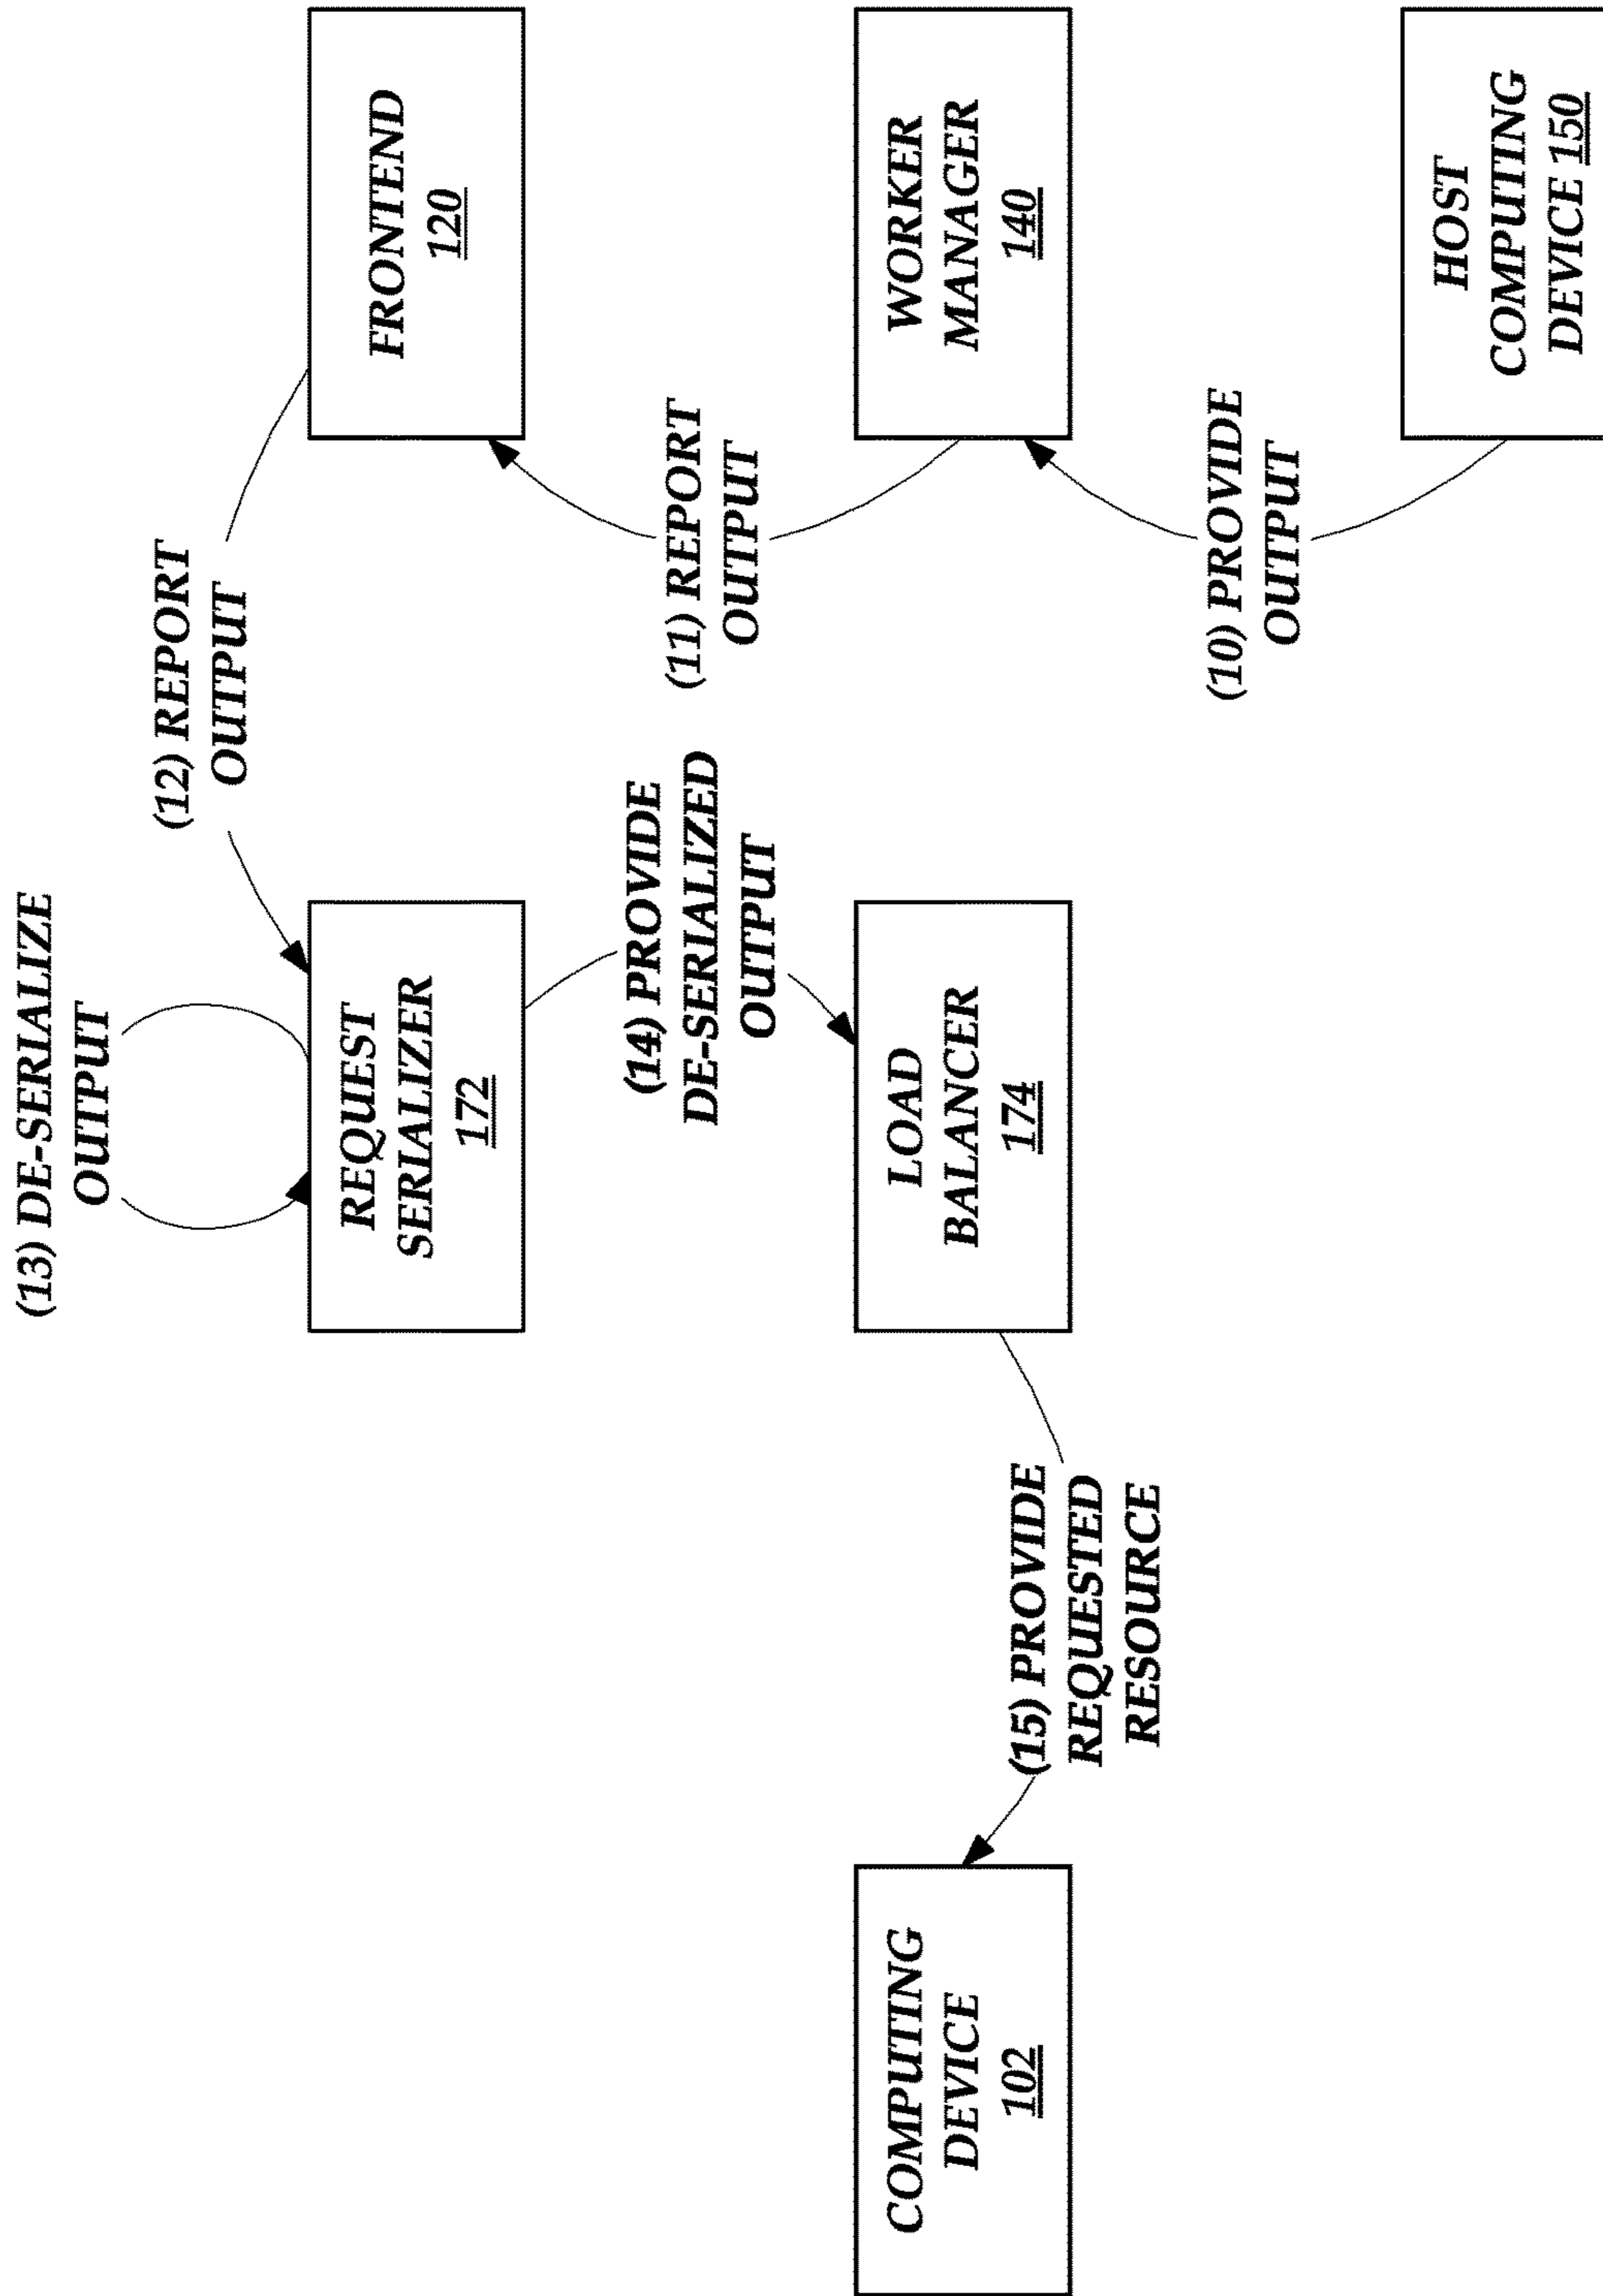 (13) DE-SERIALIZE
OUTPUT
(12) REPORT
OUTPUT
REQUEST
SERIALIZER
172
FRONTEND
120
(14) PROVIDE
DE-SERIALIZED
OUTPUT
(11) REPORT
OUTPUT
COMPUTING
DEVICE
102
LOAD
BALANCER
174
WORKER
MANAGER
140
(15) PROVIDE
REQUESTED
RESOURCE
(10) PROVIDE
OUTPUT
HOST
COMPUTING
DEVICE 150